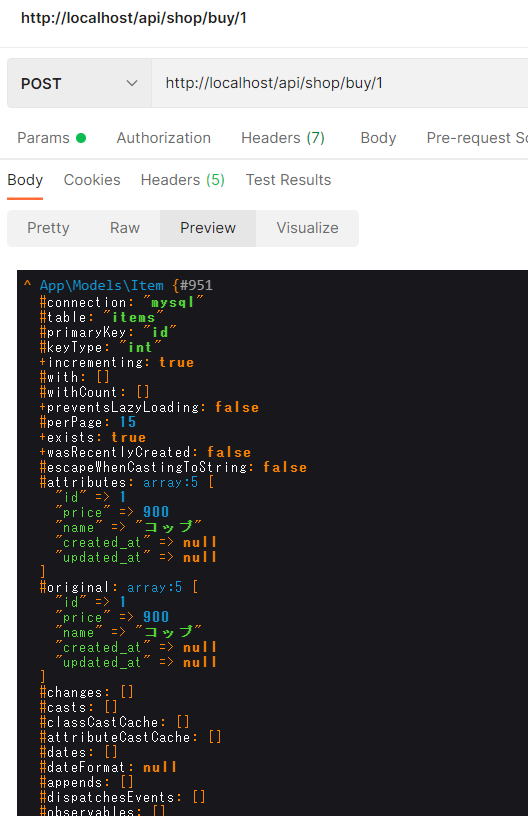 http://localhost/api/shop/buy/1
POST http://localhost/api/shop/buy/1
Params Authorization Headers (7) Body Pre-request Sc
Body Cookies Headers (5) Test Results
Pretty Raw Preview Visualize
^ App\Models\Item {#951
#connection: "mysql"
#table: "items"
#primaryKey: "id"
#keyType: "int"
+incrementing: true
#with: []
#withCount: []
+preventsLazyLoading: false
#perPage: 15
+exists: true
+wasRecentlyCreated: false
#escapeWhenCastingToString: false
#attributes: array:5 [
"id" => 1
"price" => 900
"name" => "コップ"
"created_at" => null
"updated_at" => null
]
#original: array:5 [
"id" => 1
"price" => 900
"name" => "コップ"
"created_at" => null
"updated_at" => null
]
#changes: []
#casts: []
#classCastCache: []
#attributeCastCache: []
#dates: []
#dateFormat: null
#appends: []
#dispatchesEvents: []
#observables: []